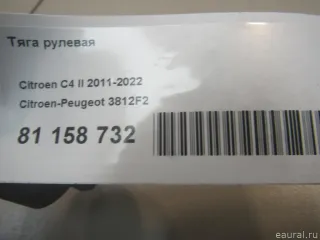 Тяга рулевая
Citroen C4 II 2011-2022
Citroen-Peugeot 3812F2
81 158 732
eaural.ru